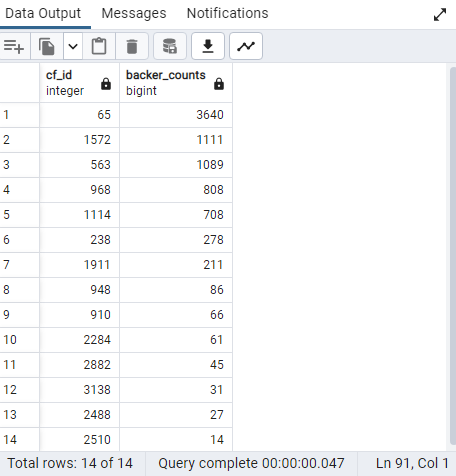 Data Output Messages Notifications
cf_id backer_counts
integer bigint
1 65 3640
2 1572 1111
3 563 1089
4 968 808
5 1114 708
6 238 278
7 1911 211
8 948 86
9 910 66
10 2284 61
11 2882 45
12 3138 31
13 2488 27
14 2510 14
Total rows: 14 of 14 Query complete 00:00:00.047 Ln 91, Col 1